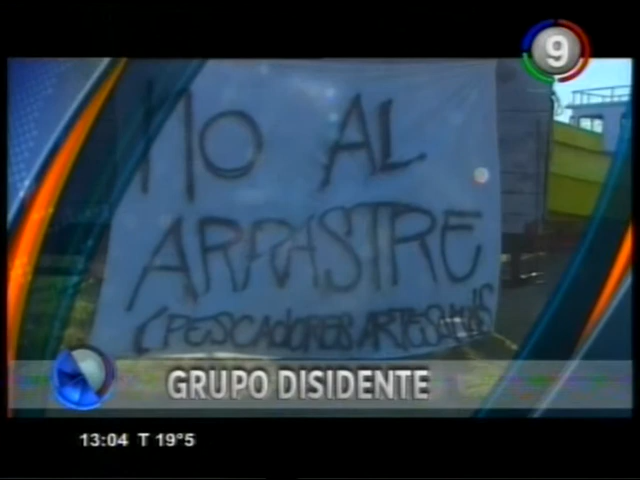 9
NO AL
ARRASTRE
(PESCADORES ARTESANALES
GRUPO DISIDENTE
13:04 T 19°5